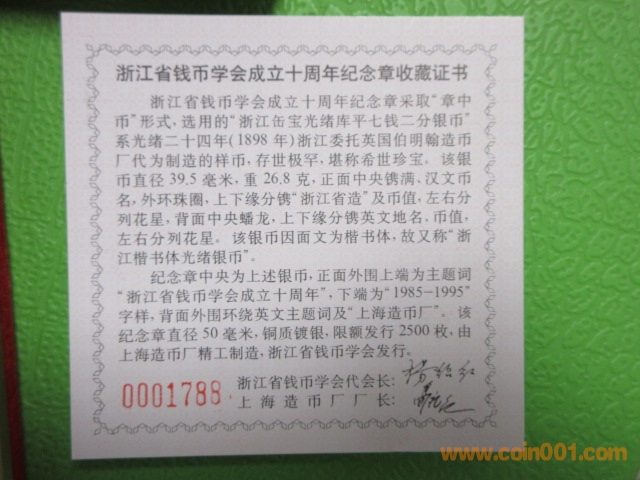 浙江省钱币学会成立十周年纪念章收藏证书
浙江省钱币学会成立十周年纪念章采取“章中
币”形式，选用的“浙江缶宝光绪库平七钱二分银币”
系光绪二十四年(1898年)浙江委托英国伯明翰造币
厂代为制造的样币，存世极罕，堪称希世珍宝。该银
币直径39.5毫米，重26.8克，正面中央镌满、汉文币
名，外环珠圈，上下缘分镌“浙江省造”及币值，左右分
列花星，背面中央蟠龙，上下缘分镌英文地名、币值，
左右分列花星。该银币因面文为楷书体，故又称“浙
江楷书体光绪银币”。
纪念章中央为上述银币，正面外围上端为主题词
“浙江省钱币学会成立十周年”，下端为“1985-1995”
字样，背面外围环绕英文主题词及“上海造币厂”。该
纪念章直径50毫米，铜质镀银，限额发行2500枚，由
上海造币厂精工制造，浙江省钱币学会发行。
0001788
浙江省钱币学会代会长：
上海造币厂厂长：
www.coin001.com